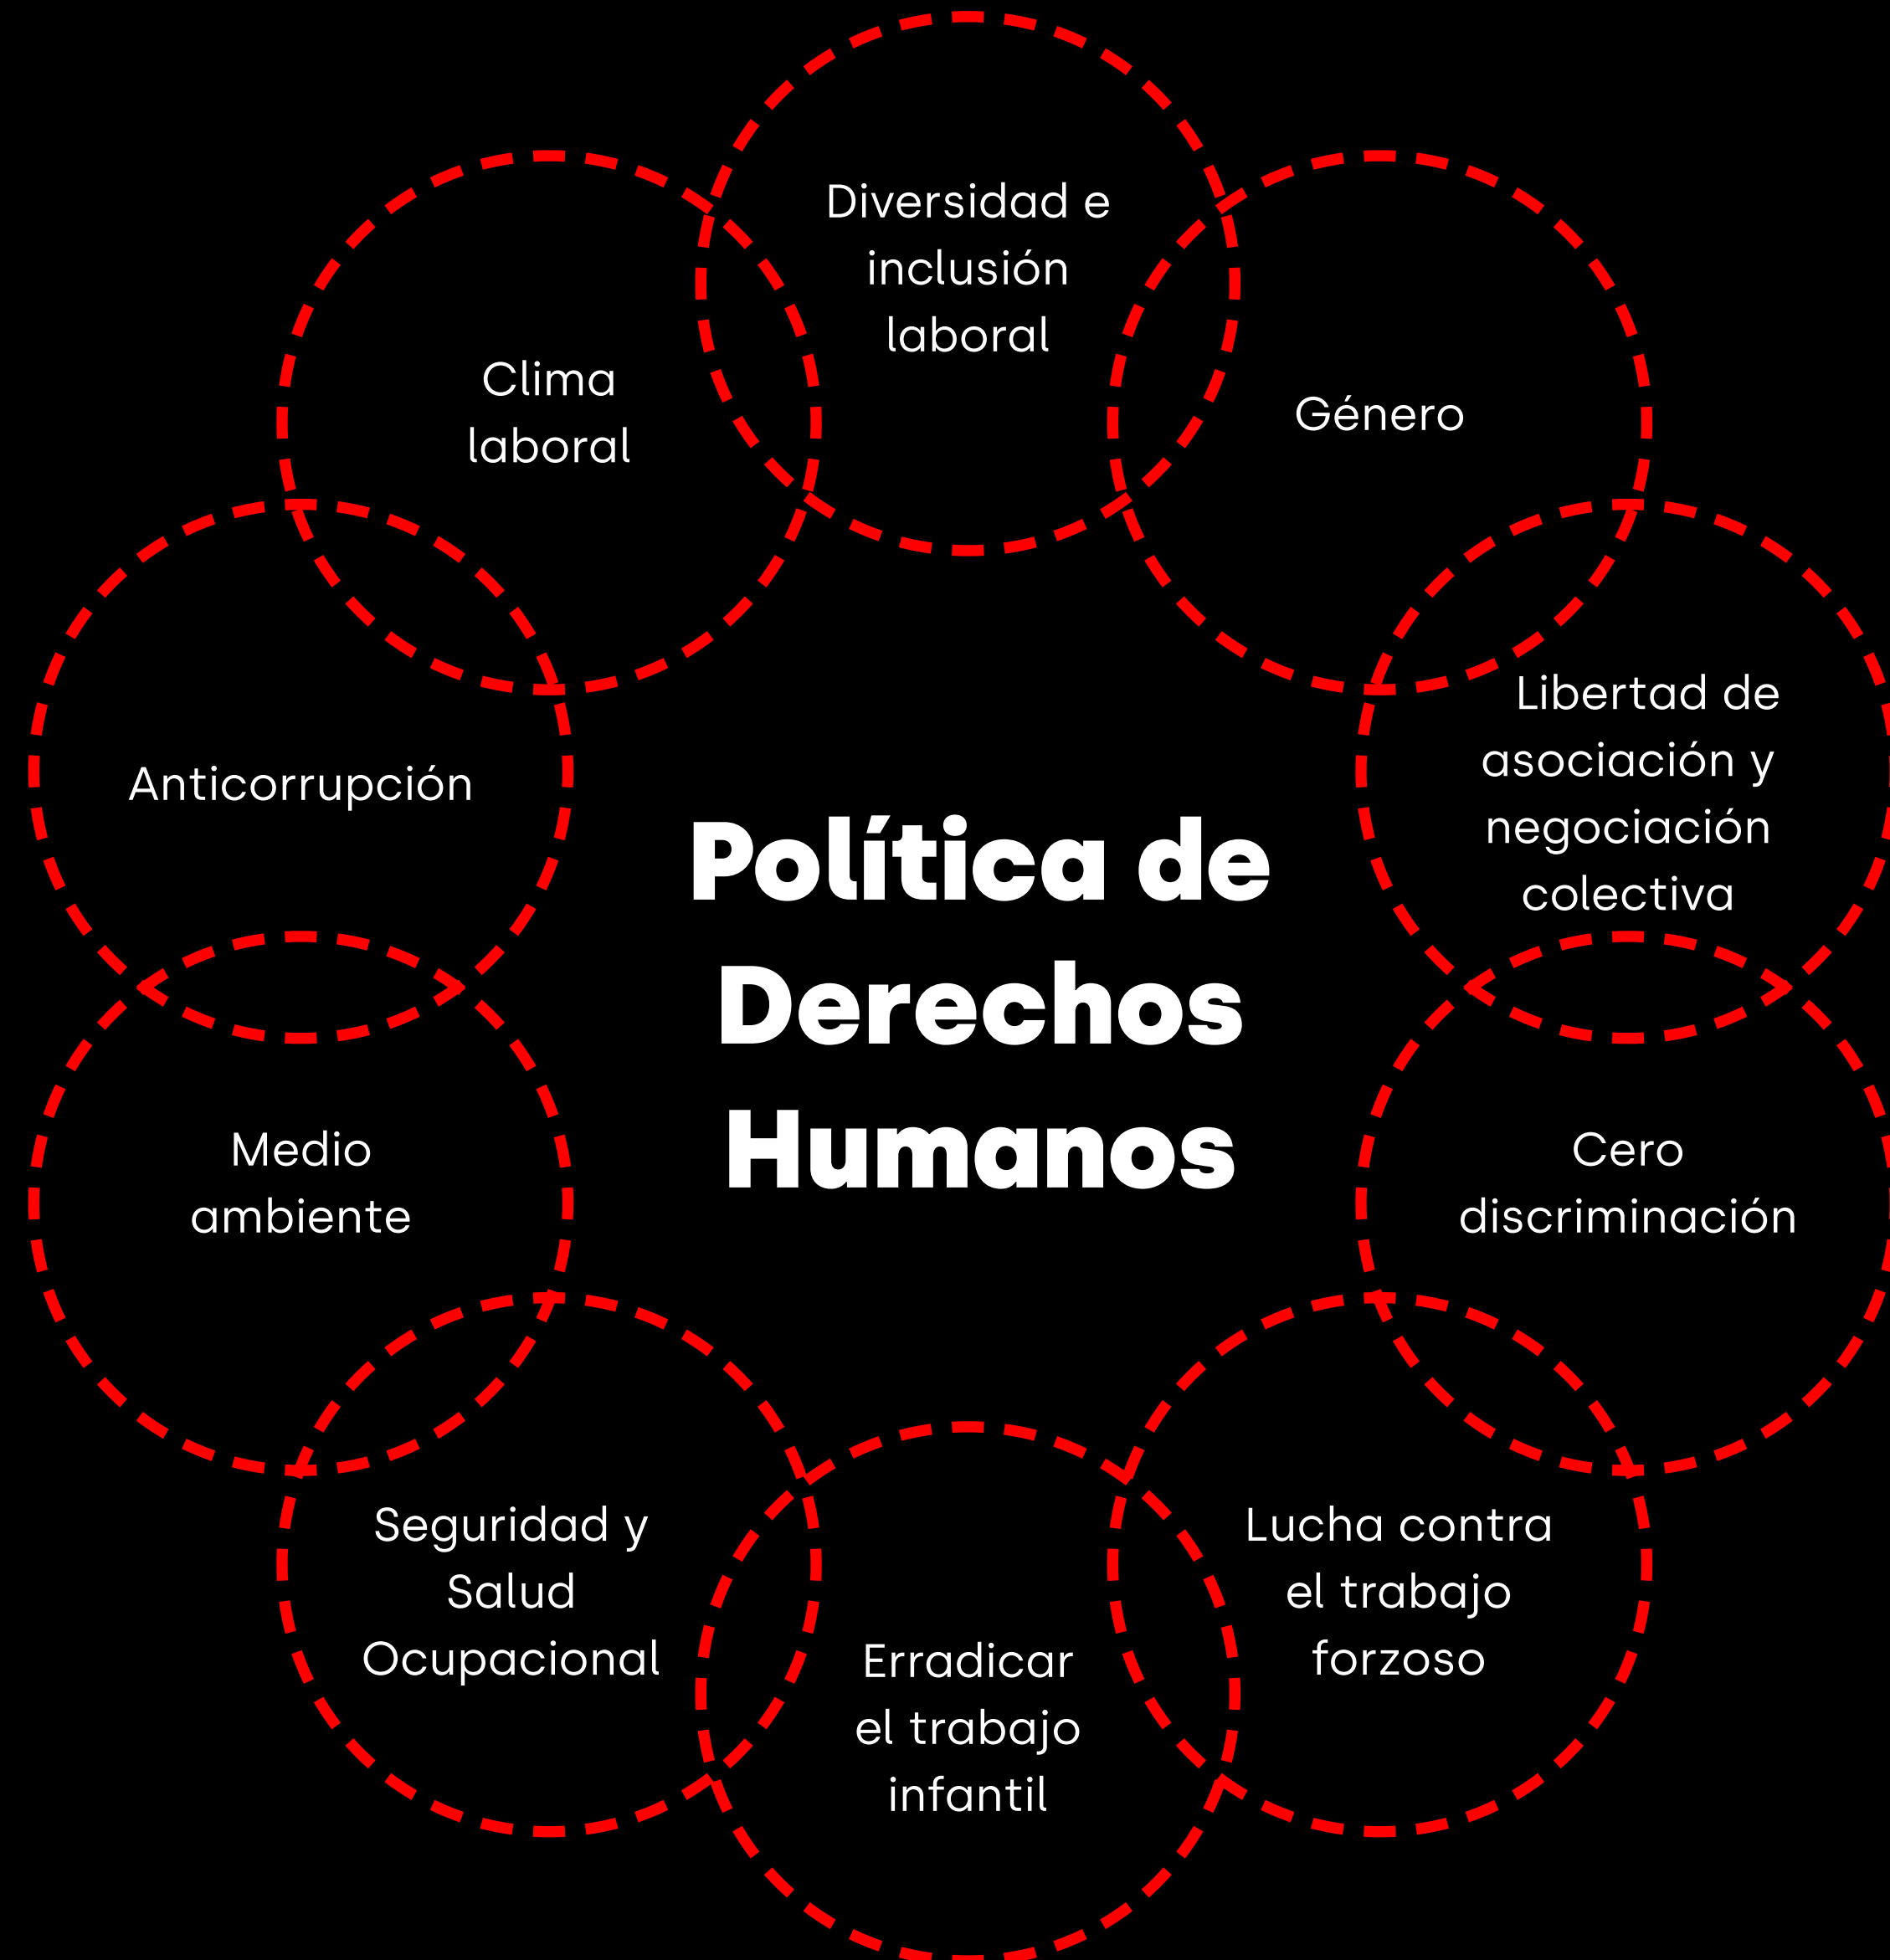 Diversidad e
inclusión
laboral
Género
Libertad de
asociación y
negociación
colectiva
Cero
discriminación
Lucha contra
el trabajo
forzoso
Erradicar
el trabajo
infantil
Seguridad y
Salud
Ocupacional
Medio
ambiente
Anticorrupción
Clima
laboral
Política de
Derechos
Humanos